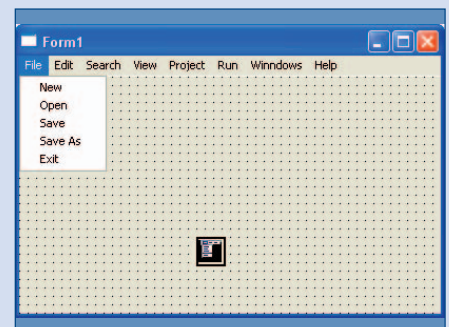 Form1
File Edit Search View Project Run Winndows Help
New
Open
Save
Save As
Exit